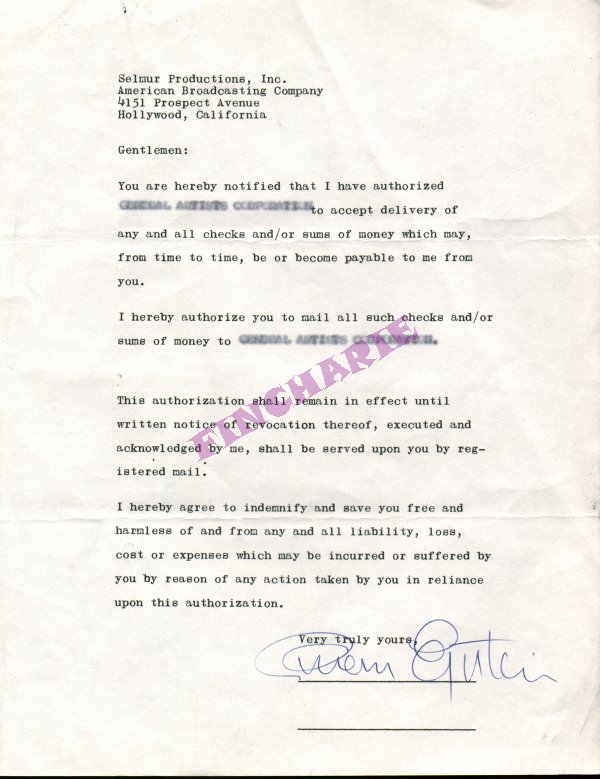 Selmur Productions, Inc.
American Broadcasting Company
4151 Prospect Avenue
Hollywood, California
Gentlemen:
You are hereby notified that I have authorized
GENERAL ARTISTS CORPORATION to accept delivery of
any and all checks and/or sums of money which may,
from time to time, be or become payable to me from
you.
I hereby authorize you to mail all such checks and/or
sums of money to GENERAL ARTISTS CORPORATION.
FINCHARIE
This authorization shall remain in effect until
written notice of revocation thereof, executed and
acknowledged by me, shall be served upon you by reg-
istered mail.
I hereby agree to indemnify and save you free and
harmless of and from any and all liability, loss,
cost or expenses which may be incurred or suffered by
you by reason of any action taken by you in reliance
upon this authorization.
Very truly yours,
Epstein